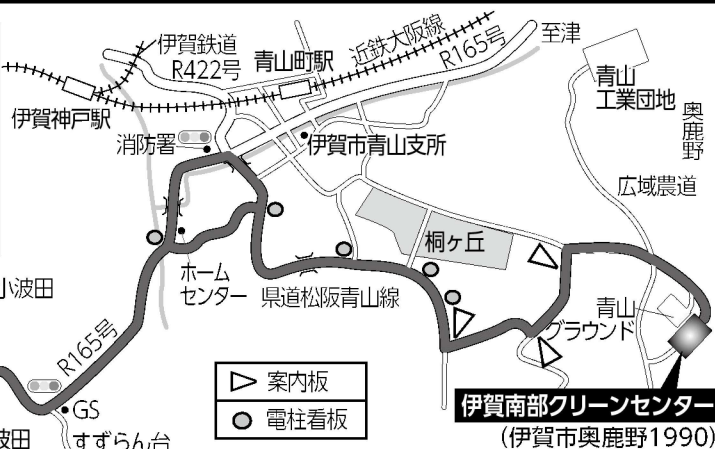 伊賀鉄道
R422号
青山町駅
近鉄大阪線
R165号
至津
青山
工業団地
奥鹿野
伊賀神戸駅
消防署
伊賀市青山支所
広域農道
桐ヶ丘
小波田
ホーム
センター
県道松阪青山線
青山
グラウンド
R165号
案内板
電柱看板
GS
伊賀南部クリーンセンター
(伊賀市奥鹿野1990)
波田
すずらん台